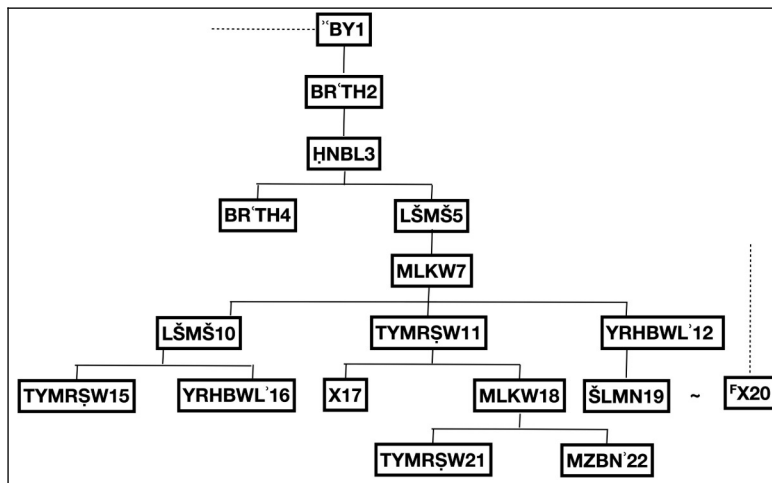 ʾʿBY1
BRʿTH2
ḤNBL3
BRʿTH4 LŠMŠ5
MLKW7
LŠMŠ10 TYMRṢW11 YRHBWLʾ12
TYMRṢW15 YRHBWLʾ16 X17 MLKW18 ŠLMN19 ~ ᶠX20
TYMRṢW21 MZBNʾ22